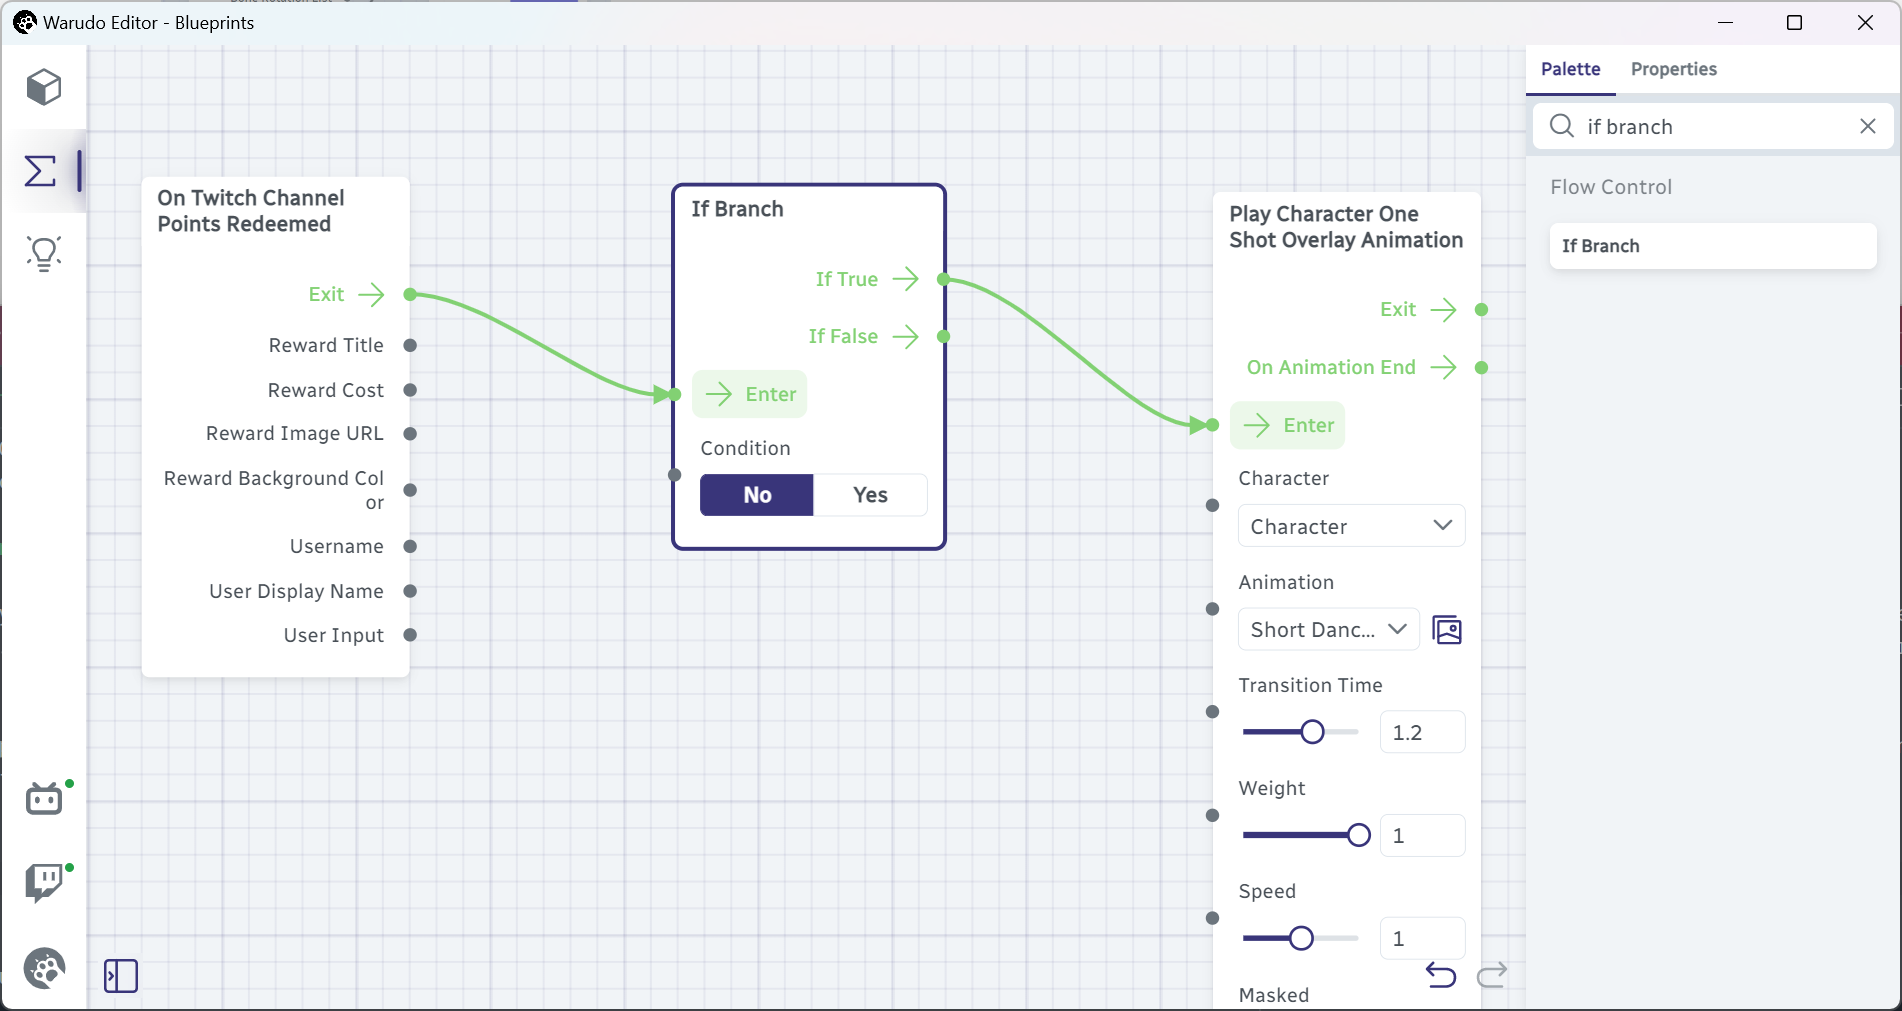 Warudo Editor - Blueprints
Palette
Properties
if branch
Flow Control
If Branch
On Twitch Channel
Points Redeemed
Exit
Reward Title
Reward Cost
Reward Image URL
Reward Background Col
or
Username
User Display Name
User Input
If Branch
If True
If False
Enter
Condition
No
Yes
Play Character One
Shot Overlay Animation
Exit
On Animation End
Enter
Character
Character
Animation
Short Danc...
Transition Time
1.2
Weight
1
Speed
1
Masked